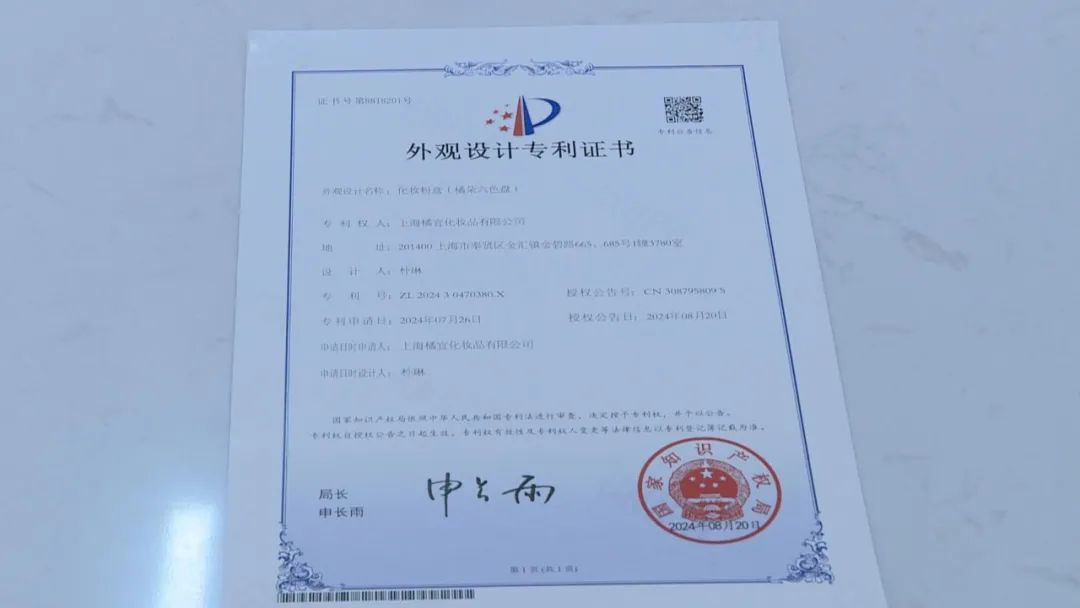 证书号第8818201号
专利公告信息
外观设计专利证书
外观设计名称：化妆粉盒（橘朵六色盘）
专利权人：上海橘宜化妆品有限公司
地址：201400 上海市奉贤区金汇镇金碧路665、685号1幢3780室
设计人：朴琳
专利号：ZL 2024 3 0470380.X
授权公告号：CN 308795809 S
专利申请日：2024年07月26日
授权公告日：2024年08月20日
申请日时申请人：上海橘宜化妆品有限公司
申请日时设计人：朴琳
国家知识产权局依照中华人民共和国专利法进行审查，决定授予专利权，并予以公告。
专利权自授权公告之日起生效。专利权有效性及专利权人变更等法律信息以专利登记簿记载为准。
局长
申长雨
申长雨
国家知识产权局
2024年08月20日
第1页(共1页)